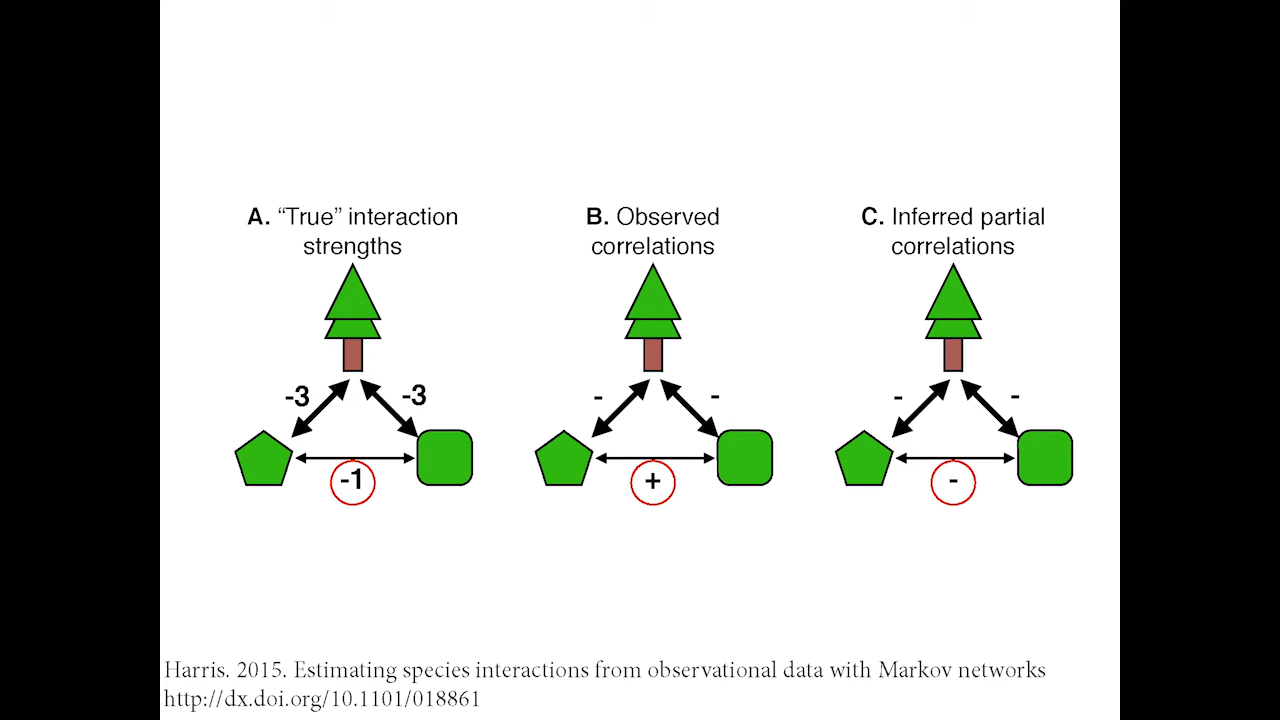 A. “True” interaction
strengths
B. Observed
correlations
C. Inferred partial
correlations
-3
-3
-
-
-
-
-1
+
-
Harris. 2015. Estimating species interactions from observational data with Markov networks
http://dx.doi.org/10.1101/018861